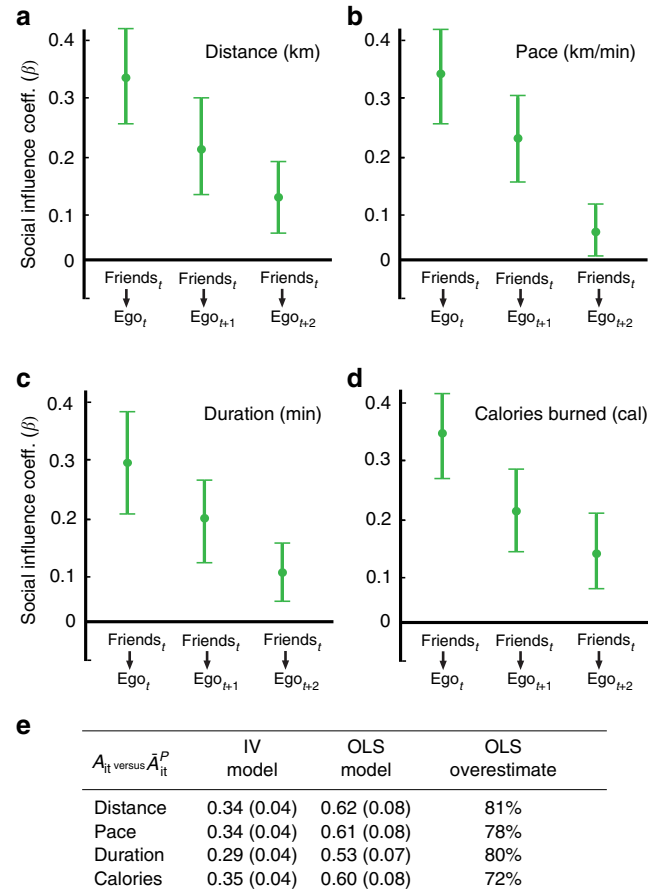 a
Distance (km)
Social influence coeff. (β)
0.4
0.3
0.2
0.1
0
Friendst Friendst Friendst
Egot Egot+1 Egot+2
b
Pace (km/min)
0.4
0.3
0.2
0.1
0
Friendst Friendst Friendst
Egot Egot+1 Egot+2
c
Duration (min)
Social influence coeff. (β)
0.4
0.3
0.2
0.1
0
Friendst Friendst Friendst
Egot Egot+1 Egot+2
d
Calories burned (cal)
0.4
0.3
0.2
0.1
0
Friendst Friendst Friendst
Egot Egot+1 Egot+2
e
Ait versus Āit^P IV model OLS model OLS overestimate
Distance 0.34 (0.04) 0.62 (0.08) 81%
Pace 0.34 (0.04) 0.61 (0.08) 78%
Duration 0.29 (0.04) 0.53 (0.07) 80%
Calories 0.35 (0.04) 0.60 (0.08) 72%